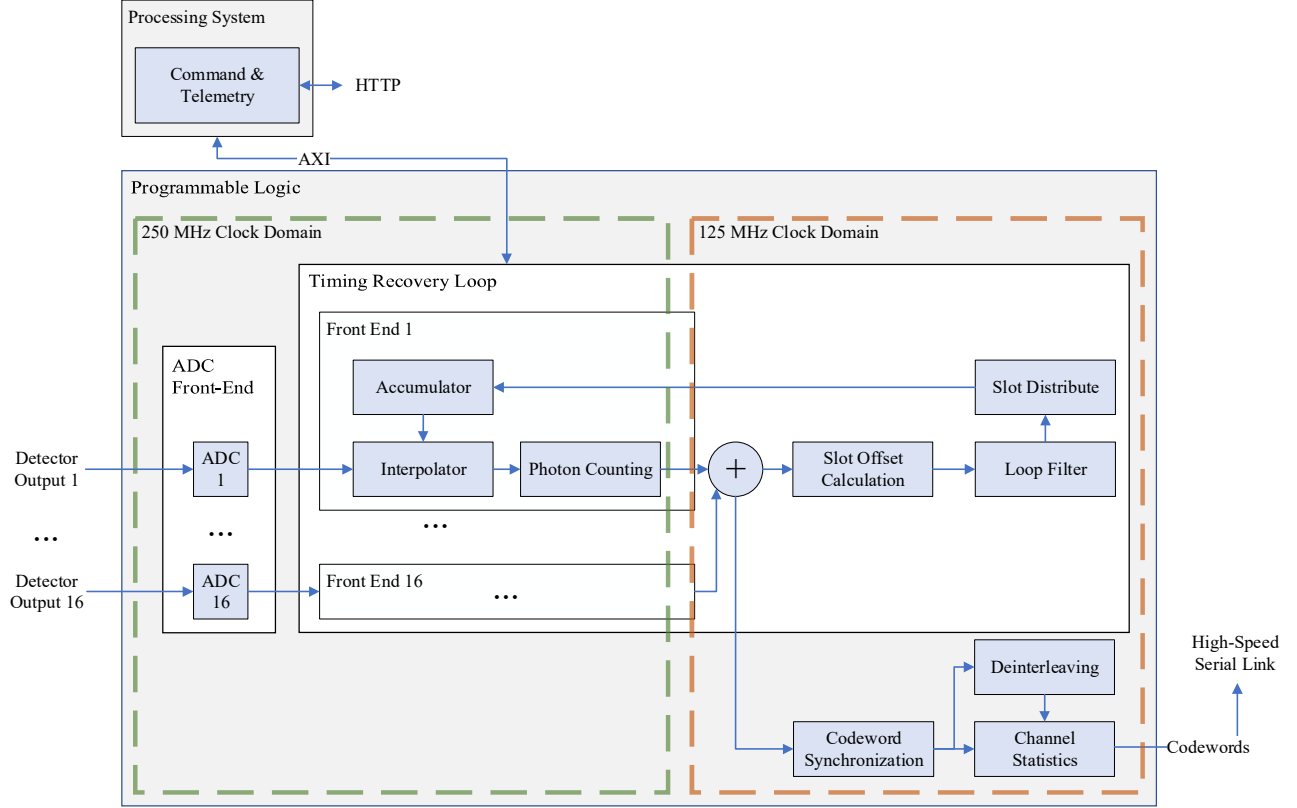 Processing System
Command &
Telemetry
HTTP
AXI
Programmable Logic
250 MHz Clock Domain
125 MHz Clock Domain
Timing Recovery Loop
Front End 1
ADC
Front-End
Accumulator
Slot Distribute
Detector
Output 1
ADC
1
Interpolator
Photon Counting
+
Slot Offset
Calculation
Loop Filter
...
...
...
Detector
Output 16
ADC
16
Front End 16
...
Deinterleaving
High-Speed
Serial Link
Codeword
Synchronization
Channel
Statistics
Codewords